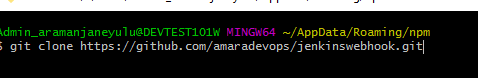 Admin_aramanjaneyulu@DEVTEST101W MINGW64 ~/AppData/Roaming/npm
$ git clone https://github.com/amaradevops/jenkinswebhook.git